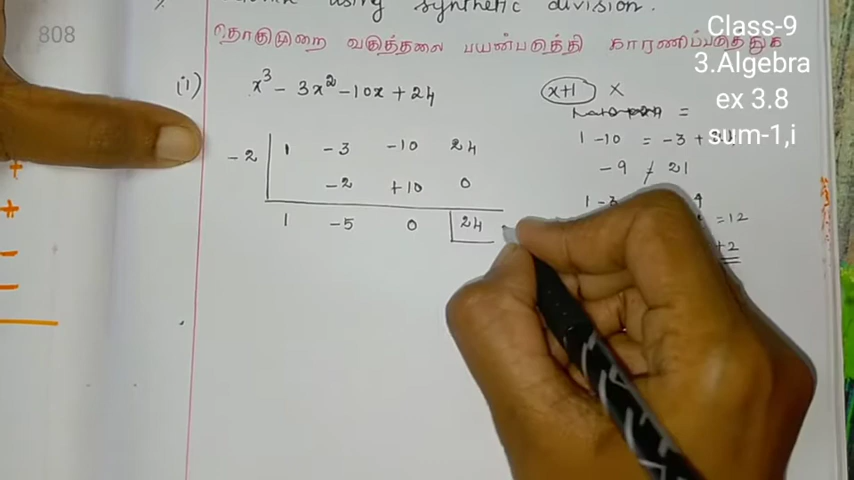 808
using synthetic division.
தொகுமுறை வகுத்தலை பயன்படுத்தி காரணிப்படுத்துக
Class-9
3.Algebra
ex 3.8
sum-1,i
(i) x³ - 3x² - 10x + 24
(x+1) ×
=
1 - 10 = -3 +
-9 ≠ 21
-2 1 -3 -10 24
-2 +10 0
1 -5 0 24
= 12
+2